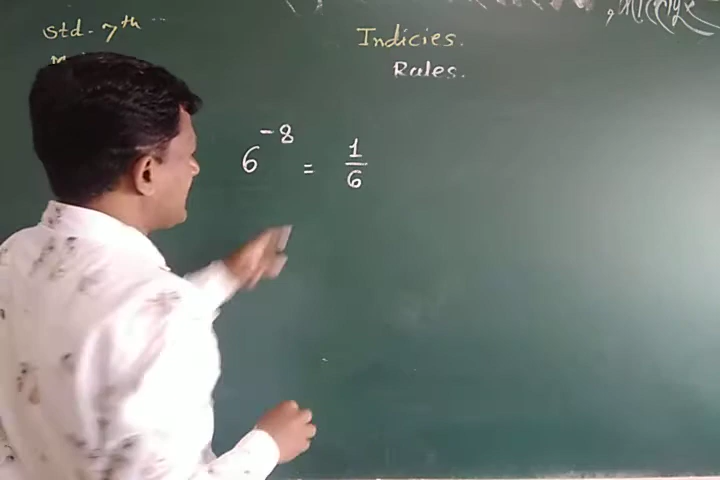 Std. 7th
Indicies.
Rules.
6^-8 = 1/6